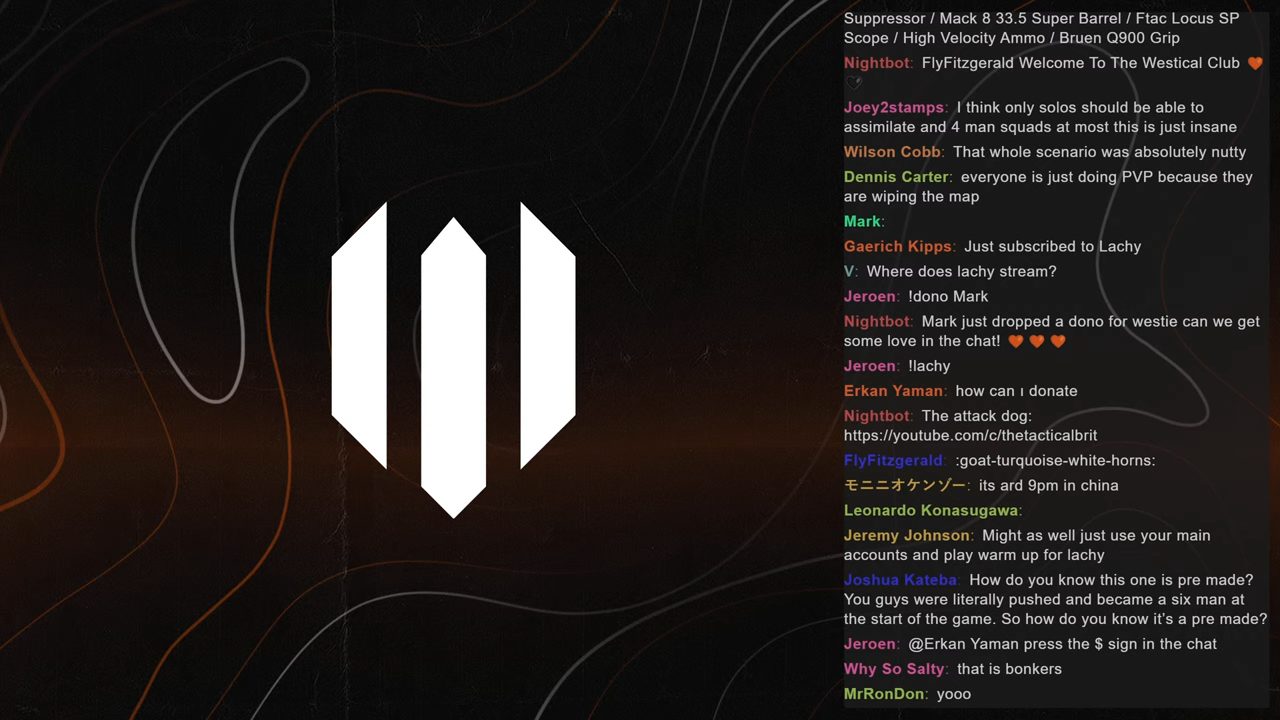 Suppressor / Mack 8 33.5 Super Barrel / Ftac Locus SP
Scope / High Velocity Ammo / Bruen Q900 Grip
Nightbot: FlyFitzgerald Welcome To The Westical Club 🧡
🖤
Joey2stamps: I think only solos should be able to
assimilate and 4 man squads at most this is just insane
Wilson Cobb: That whole scenario was absolutely nutty
Dennis Carter: everyone is just doing PVP because they
are wiping the map
Mark:
Gaerich Kipps: Just subscribed to Lachy
V: Where does lachy stream?
Jeroen: !dono Mark
Nightbot: Mark just dropped a dono for westie can we get
some love in the chat! 🧡 🧡 🧡
Jeroen: !lachy
Erkan Yaman: how can ı donate
Nightbot: The attack dog:
https://youtube.com/c/thetacticalbrit
FlyFitzgerald: :goat-turquoise-white-horns:
モニニオケンゾー: its ard 9pm in china
Leonardo Konasugawa:
Jeremy Johnson: Might as well just use your main
accounts and play warm up for lachy
Joshua Kateba: How do you know this one is pre made?
You guys were literally pushed and became a six man at
the start of the game. So how do you know it's a pre made?
Jeroen: @Erkan Yaman press the $ sign in the chat
Why So Salty: that is bonkers
MrRonDon: yooo